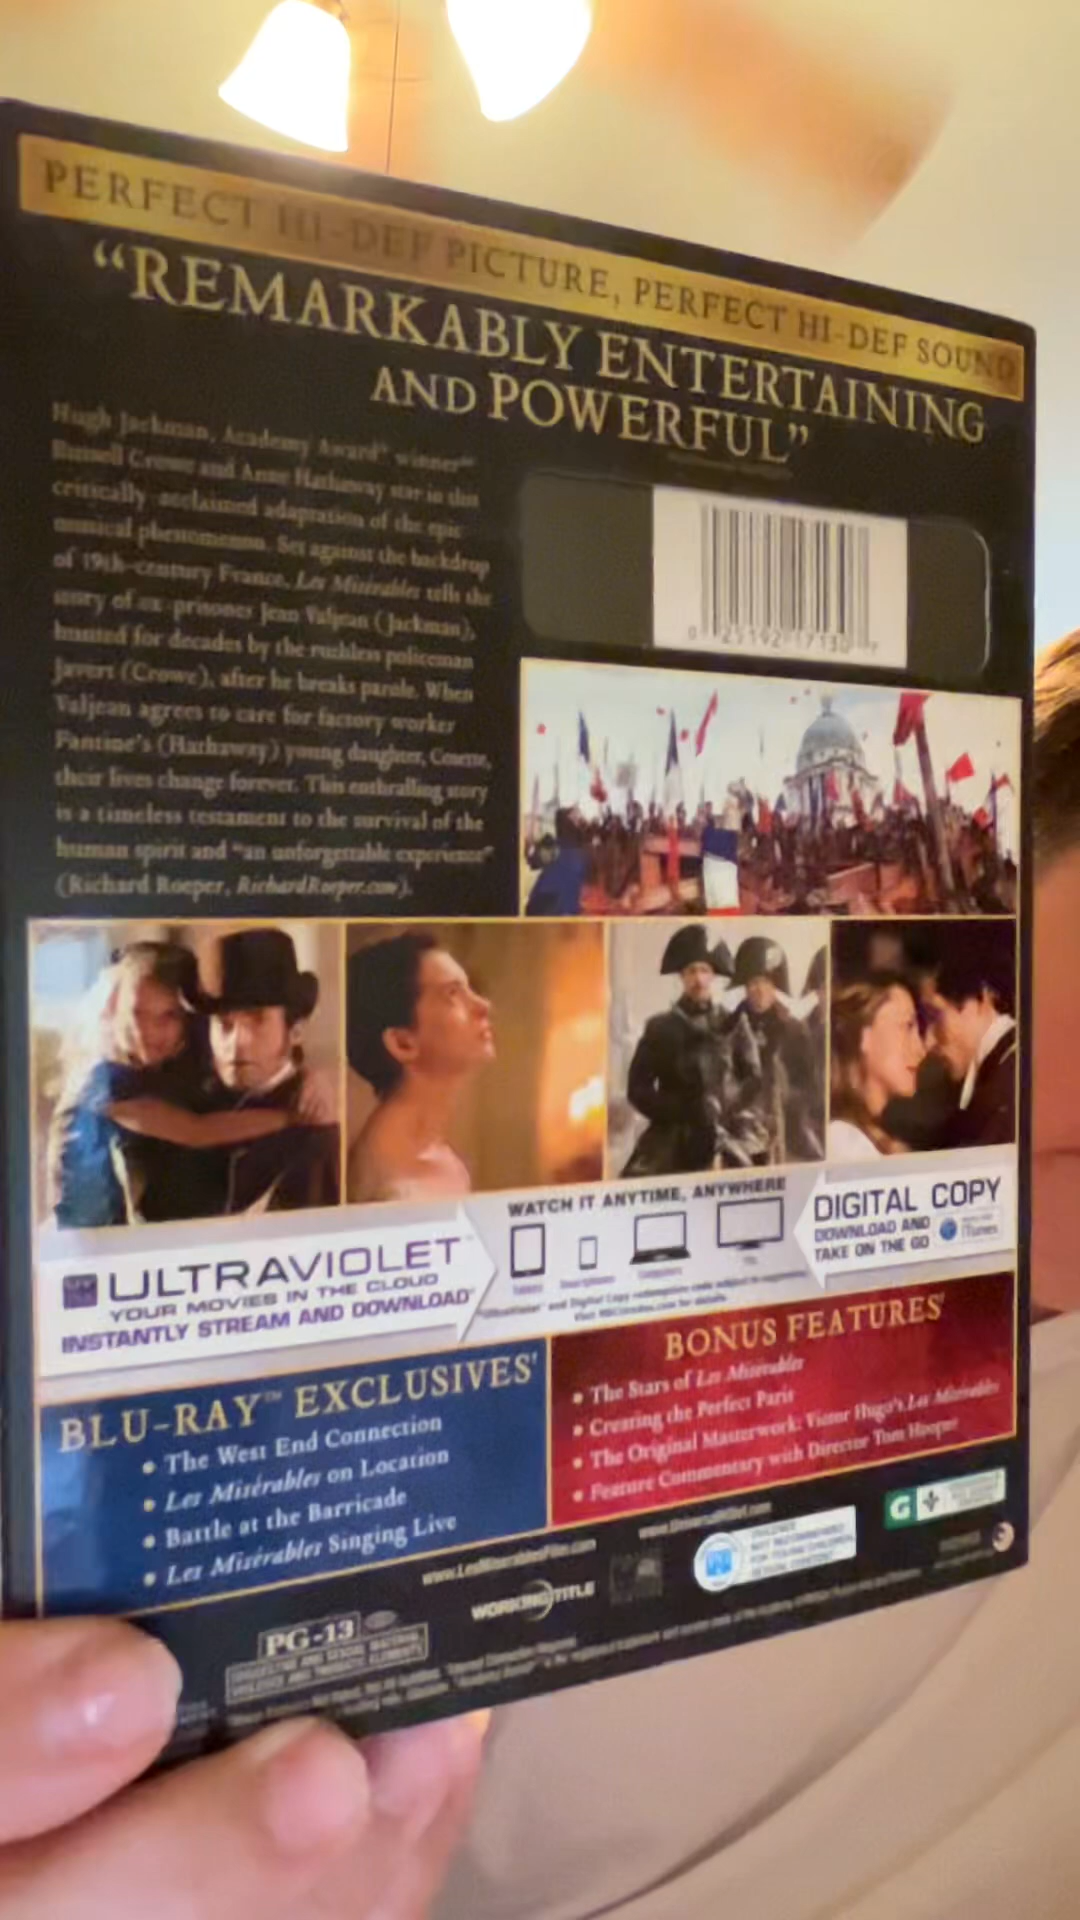 PERFECT HI-DEF PICTURE, PERFECT HI-DEF SOUND
“REMARKABLY ENTERTAINING
AND POWERFUL”
Hugh Jackman, Academy Award® winner
Russell Crowe and Anne Hathaway star in this
critically acclaimed adaptation of the epic
musical phenomenon. Set against the backdrop
of 19th-century France, Les Misérables tells the
story of ex-prisoner Jean Valjean (Jackman),
hunted for decades by the ruthless policeman
Javert (Crowe), after he breaks parole. When
Valjean agrees to care for factory worker
Fantine's (Hathaway) young daughter, Cosette,
their lives change forever. This enthralling story
is a timeless testament to the survival of the
human spirit and “an unforgettable experience”
(Richard Roeper, RichardRoeper.com).
0 25192 17130
ULTRAVIOLET™
YOUR MOVIES IN THE CLOUD
INSTANTLY STREAM AND DOWNLOAD
WATCH IT ANYTIME, ANYWHERE
DIGITAL COPY
DOWNLOAD AND
TAKE ON THE GO
iTunes
BLU-RAY™ EXCLUSIVES
• The West End Connection
• Les Misérables on Location
• Battle at the Barricade
• Les Misérables Singing Live
BONUS FEATURES
• The Stars of Les Misérables
• Creating the Perfect Paris
• The Original Masterwork: Victor Hugo's Les Misérables
• Feature Commentary with Director Tom Hooper
www.LesMiserablesFilm.com
WORKING TITLE
PG-13
PG
G